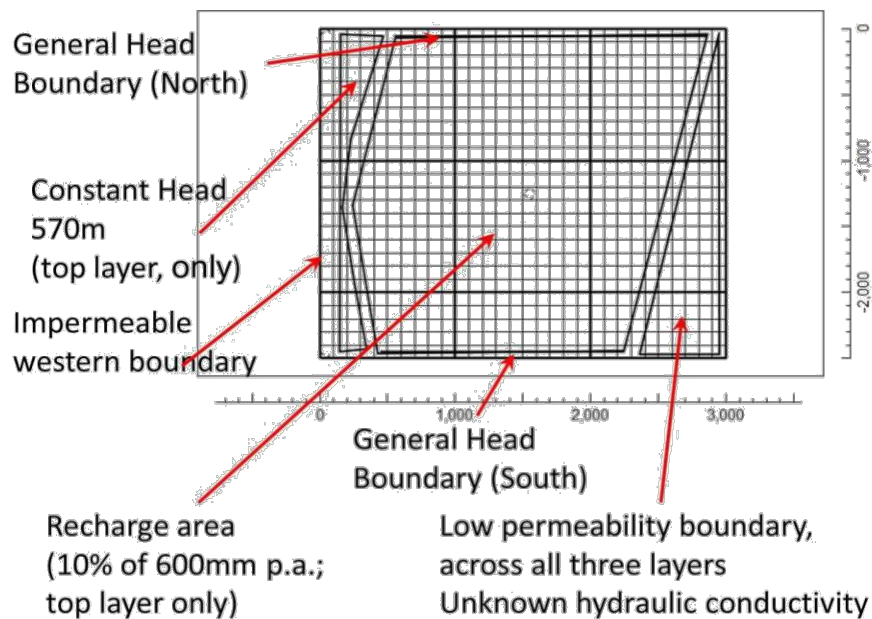 General Head
Boundary (North)
0
-1,000
-2,000
Constant Head
570m
(top layer, only)
Impermeable
western boundary
0
1,000
2,000
3,000
General Head
Boundary (South)
Recharge area
(10% of 600mm p.a.;
top layer only)
Low permeability boundary,
across all three layers
Unknown hydraulic conductivity